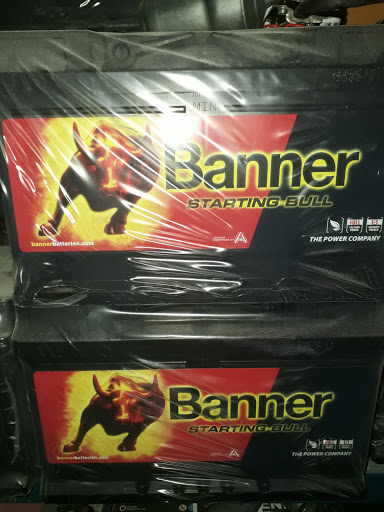 MIN
Banner
STARTING BULL
bannerbatterien.com
THE POWER COMPANY
Banner
STARTING BULL
bannerbatterien.com
THE POWER COMPANY